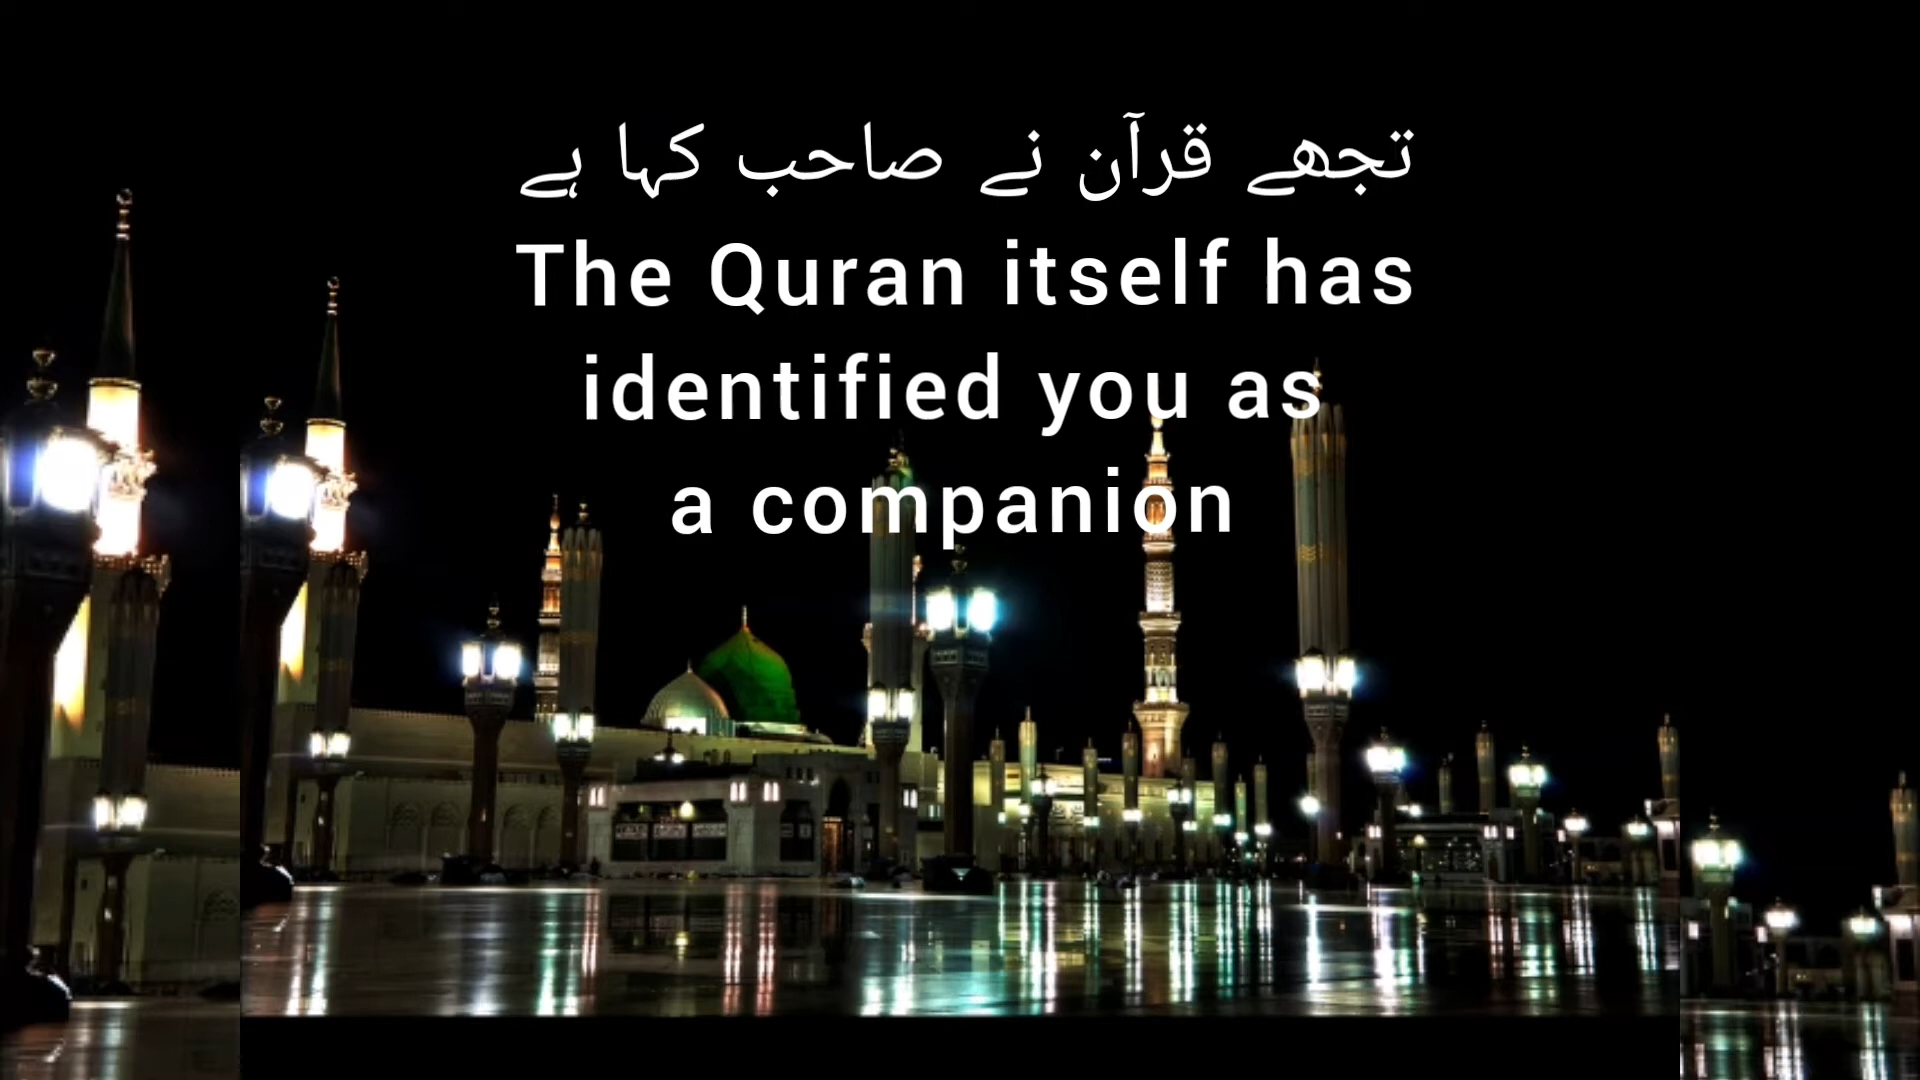 تجھے قرآن نے صاحب کہا ہے
The Quran itself has
identified you as
a companion